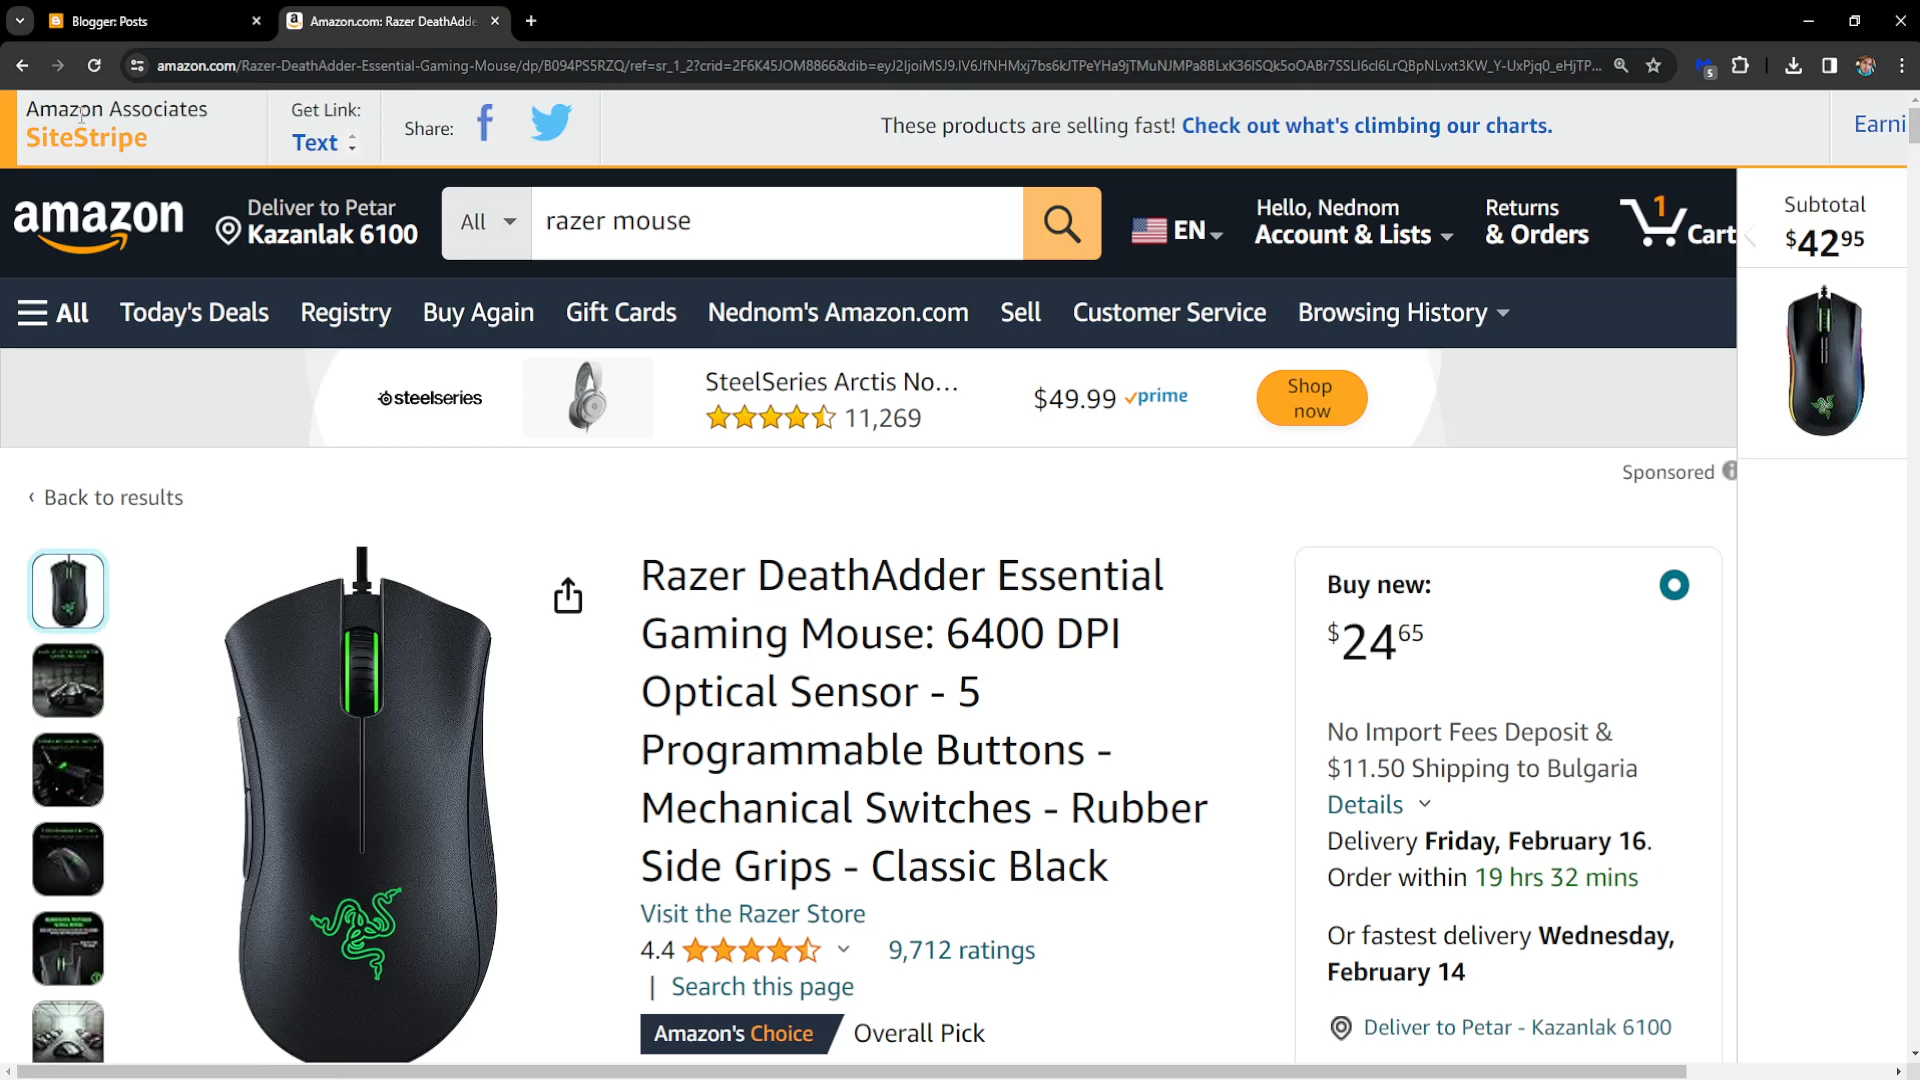 Blogger: Posts
Amazon.com: Razer DeathAdde
amazon.com/Razer-DeathAdder-Essential-Gaming-Mouse/dp/B094PS5RZQ/ref=sr_1_2?crid=2F6K45JOM8866&dib=
5
Amazon Associates
SiteStripe
Get Link:
Text
Share:
These products are selling fast! Check out what's climbing our charts.
Earni
amazon
Deliver to Petar
Kazanlak 6100
All
razer mouse
EN
Hello, Nednom
Account & Lists
Returns
& Orders
1
Cart
Subtotal
$42 95
All
Today's Deals
Registry
Buy Again
Gift Cards
Nednom's Amazon.com
Sell
Customer Service
Browsing History
steelseries
SteelSeries Arctis No...
11,269
$49.99 prime
Shop
now
Sponsored
Back to results
Razer DeathAdder Essential
Gaming Mouse: 6400 DPI
Optical Sensor - 5
Programmable Buttons -
Mechanical Switches - Rubber
Side Grips - Classic Black
Visit the Razer Store
4.4
9,712 ratings
| Search this page
Amazon's Choice
Overall Pick
Buy new:
$24 65
No Import Fees Deposit &
$11.50 Shipping to Bulgaria
Details
Delivery Friday, February 16.
Order within 19 hrs 32 mins
Or fastest delivery Wednesday,
February 14
Deliver to Petar - Kazanlak 6100